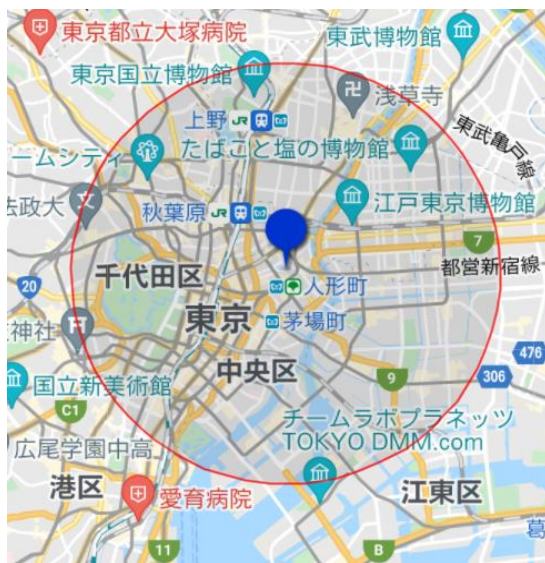 東京都立大塚病院
東武博物館
東京国立博物館
浅草寺
上野 JR
東武亀戸線
ームシティ
たばこと塩の博物館
法政大
秋葉原 JR
江戸東京博物館
7
都営新宿線
20
千代田区
人形町
東京
茅場町
神社
中央区
476
国立新美術館
9
306
C1
チームラボプラネッツ
TOKYO DMM.com
広尾学園中高
港区
愛育病院
江東区
11
B
葛